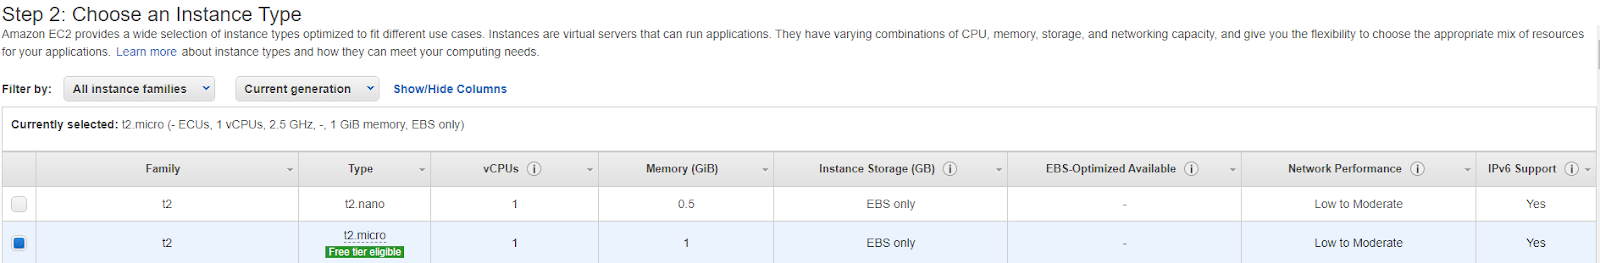 Step 2: Choose an Instance Type
Amazon EC2 provides a wide selection of instance types optimized to fit different use cases. Instances are virtual servers that can run applications. They have varying combinations of CPU, memory, storage, and networking capacity, and give you the flexibility to choose the appropriate mix of resources
for your applications. Learn more about instance types and how they can meet your computing needs.
Filter by: All instance families Current generation Show/Hide Columns
Currently selected: t2.micro (- ECUs, 1 vCPUs, 2.5 GHz, -, 1 GiB memory, EBS only)
Family Type vCPUs i Memory (GiB) Instance Storage (GB) i EBS-Optimized Available i Network Performance i IPv6 Support i
t2 t2.nano 1 0.5 EBS only - Low to Moderate Yes
t2 t2.micro 1 1 EBS only - Low to Moderate Yes
Free tier eligible